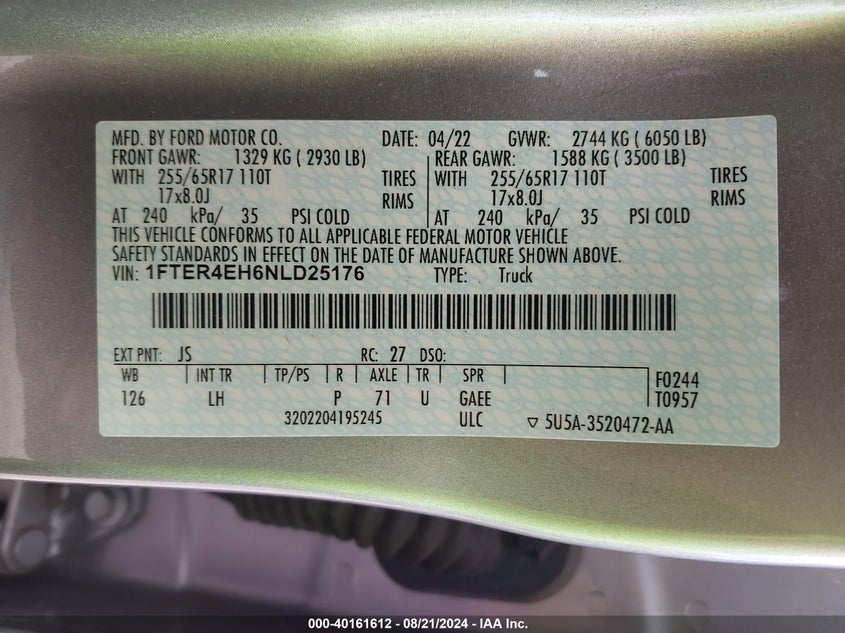 MFD. BY FORD MOTOR CO. DATE: 04/22 GVWR: 2744 KG ( 6050 LB)
FRONT GAWR: 1329 KG ( 2930 LB) REAR GAWR: 1588 KG ( 3500 LB)
WITH 255/65R17 110T TIRES WITH 255/65R17 110T TIRES
17x8.0J RIMS 17x8.0J RIMS
AT 240 kPa/ 35 PSI COLD AT 240 kPa/ 35 PSI COLD
THIS VEHICLE CONFORMS TO ALL APPLICABLE FEDERAL MOTOR VEHICLE
SAFETY STANDARDS IN EFFECT ON THE DATE OF MANUFACTURE SHOWN ABOVE.
VIN: 1FTER4EH6NLD25176 TYPE: Truck
EXT PNT: JS RC: 27 DSO:
WB INT TR TP/PS R AXLE TR SPR F0244
126 LH P 71 U GAEE T0957
3202204195245 ULC ▽ 5U5A-3520472-AA
000-40161612 - 08/21/2024 - IAA Inc.